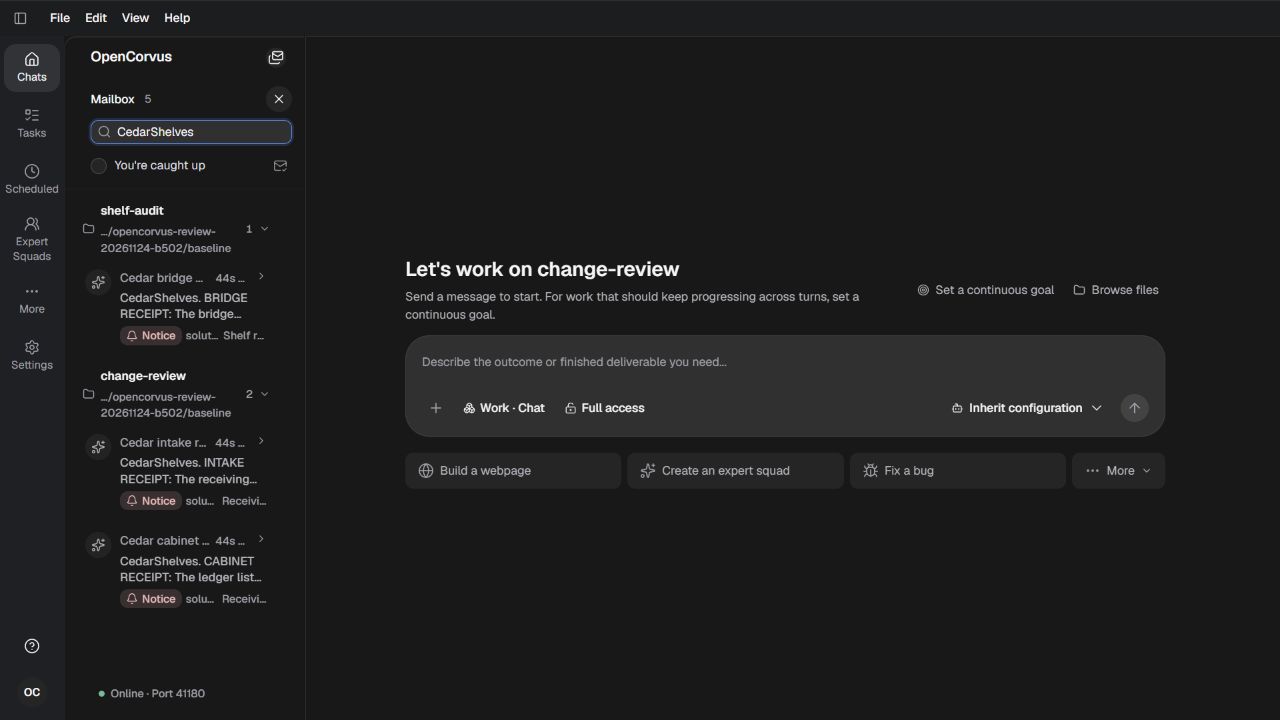 File Edit View Help
Chats
Tasks
Scheduled
Expert
Squads
More
Settings
OC
OpenCorvus
Mailbox 5
CedarShelves
You're caught up
shelf-audit
.../opencorvus-review-
20261124-b502/baseline
1
Cedar bridge ... 44s ...
CedarShelves. BRIDGE
RECEIPT: The bridge...
Notice solut... Shelf r...
change-review
.../opencorvus-review-
20261124-b502/baseline
2
Cedar intake r... 44s ...
CedarShelves. INTAKE
RECEIPT: The receiving...
Notice solu... Receivi...
Cedar cabinet ... 44s ...
CedarShelves. CABINET
RECEIPT: The ledger list...
Notice solu... Receivi...
Online · Port 41180
Let's work on change-review
Send a message to start. For work that should keep progressing across turns, set a
continuous goal.
Set a continuous goal
Browse files
Describe the outcome or finished deliverable you need...
Work · Chat
Full access
Inherit configuration
Build a webpage
Create an expert squad
Fix a bug
More